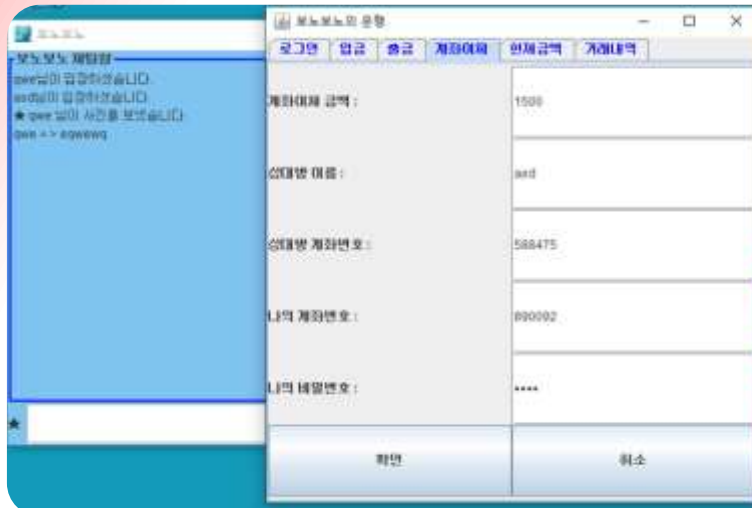 보노보노
보노보노 채팅방
qwe님이 입장하셨습니다.
asd님이 입장하셨습니다.
★ qwe 님이 사진을 보냈습니다.
qwe => eqwewq
★
보노보노의 은행
로그인 입금 출금 계좌이체 현재금액 거래내역
계좌이체 금액 : 1500
상대방 이름 : asd
상대방 계좌번호 : 588475
나의 계좌번호 : 890092
나의 비밀번호 : ••••
확인 취소